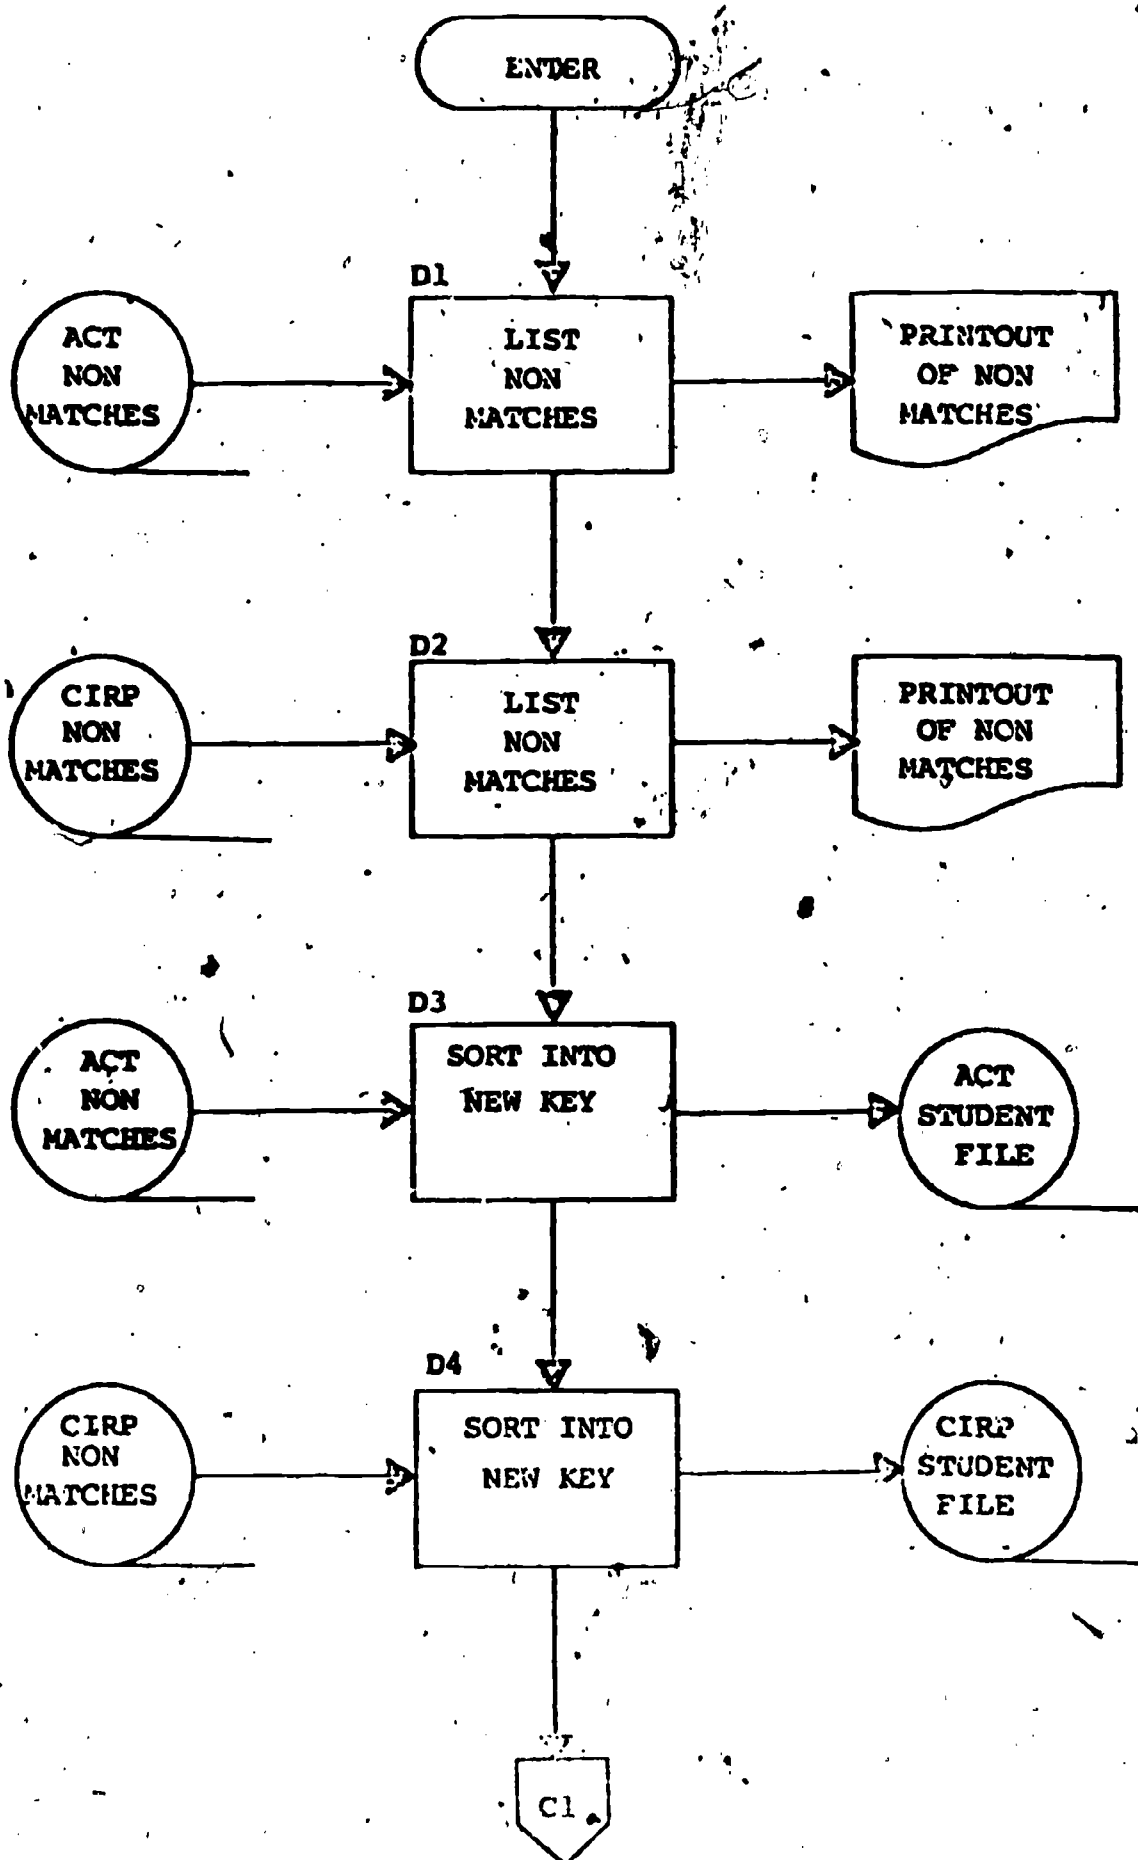 ENTER
D1
ACT
NON
MATCHES
LIST
NON
MATCHES
PRINTOUT
OF NON
MATCHES
D2
CIRP
NON
MATCHES
LIST
NON
MATCHES
PRINTOUT
OF NON
MATCHES
D3
ACT
NON
MATCHES
SORT INTO
NEW KEY
ACT
STUDENT
FILE
D4
CIRP
NON
MATCHES
SORT INTO
NEW KEY
CIRP
STUDENT
FILE
C1